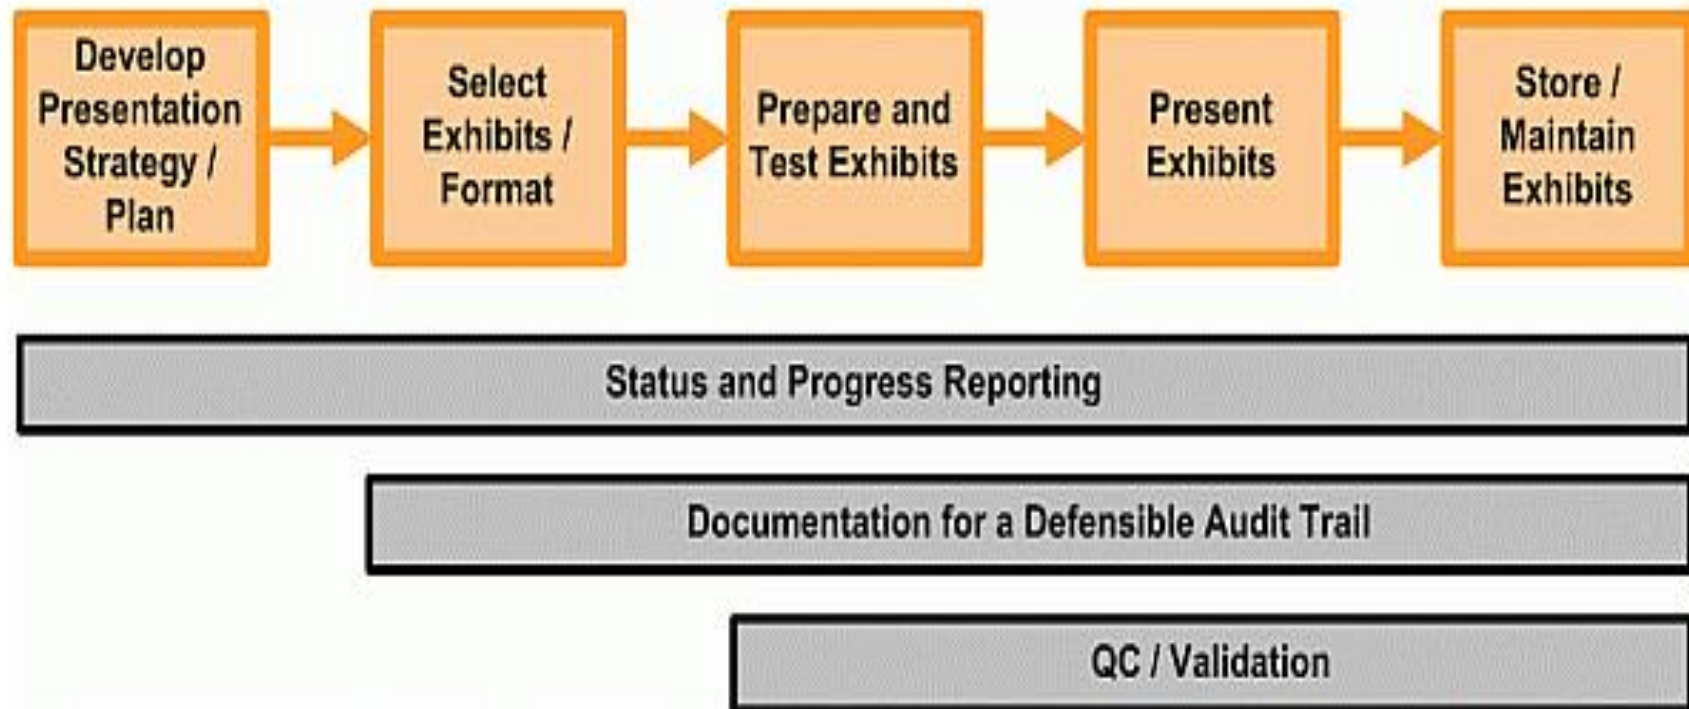 Develop
Presentation
Strategy /
Plan
Select
Exhibits /
Format
Prepare and
Test Exhibits
Present
Exhibits
Store /
Maintain
Exhibits
Status and Progress Reporting
Documentation for a Defensible Audit Trail
QC / Validation